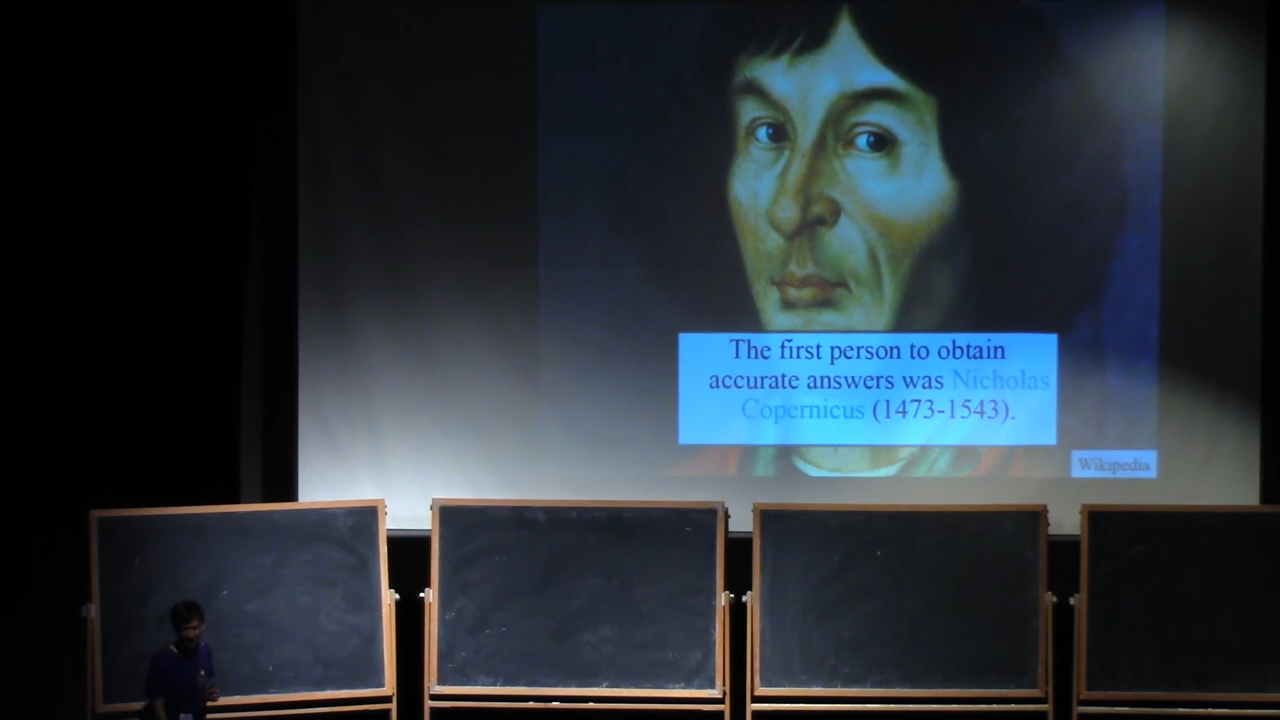 The first person to obtain
accurate answers was Nicholas
Copernicus (1473-1543).
Wikipedia